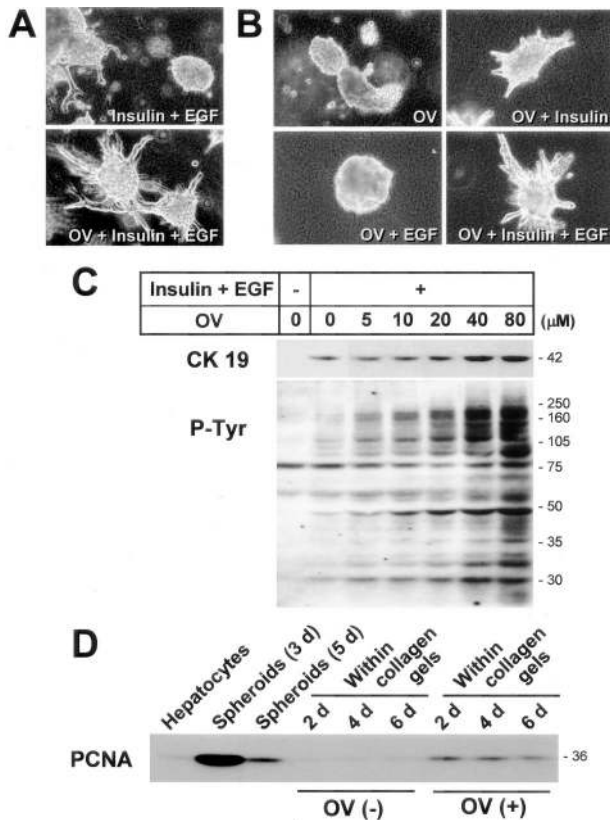 A
B
Insulin + EGF
OV
OV + Insulin
OV + Insulin + EGF
OV + EGF
OV + Insulin + EGF
C
Insulin + EGF - +
OV 0 0 5 10 20 40 80 (μM)
CK 19 - 42
P-Tyr
- 250
- 160
- 105
- 75
- 50
- 35
- 30
D
Hepatocytes
Spheroids (3 d)
Spheroids (5 d)
Within collagen gels
2 d 4 d 6 d
Within collagen gels
2 d 4 d 6 d
PCNA - 36
OV (-) OV (+)